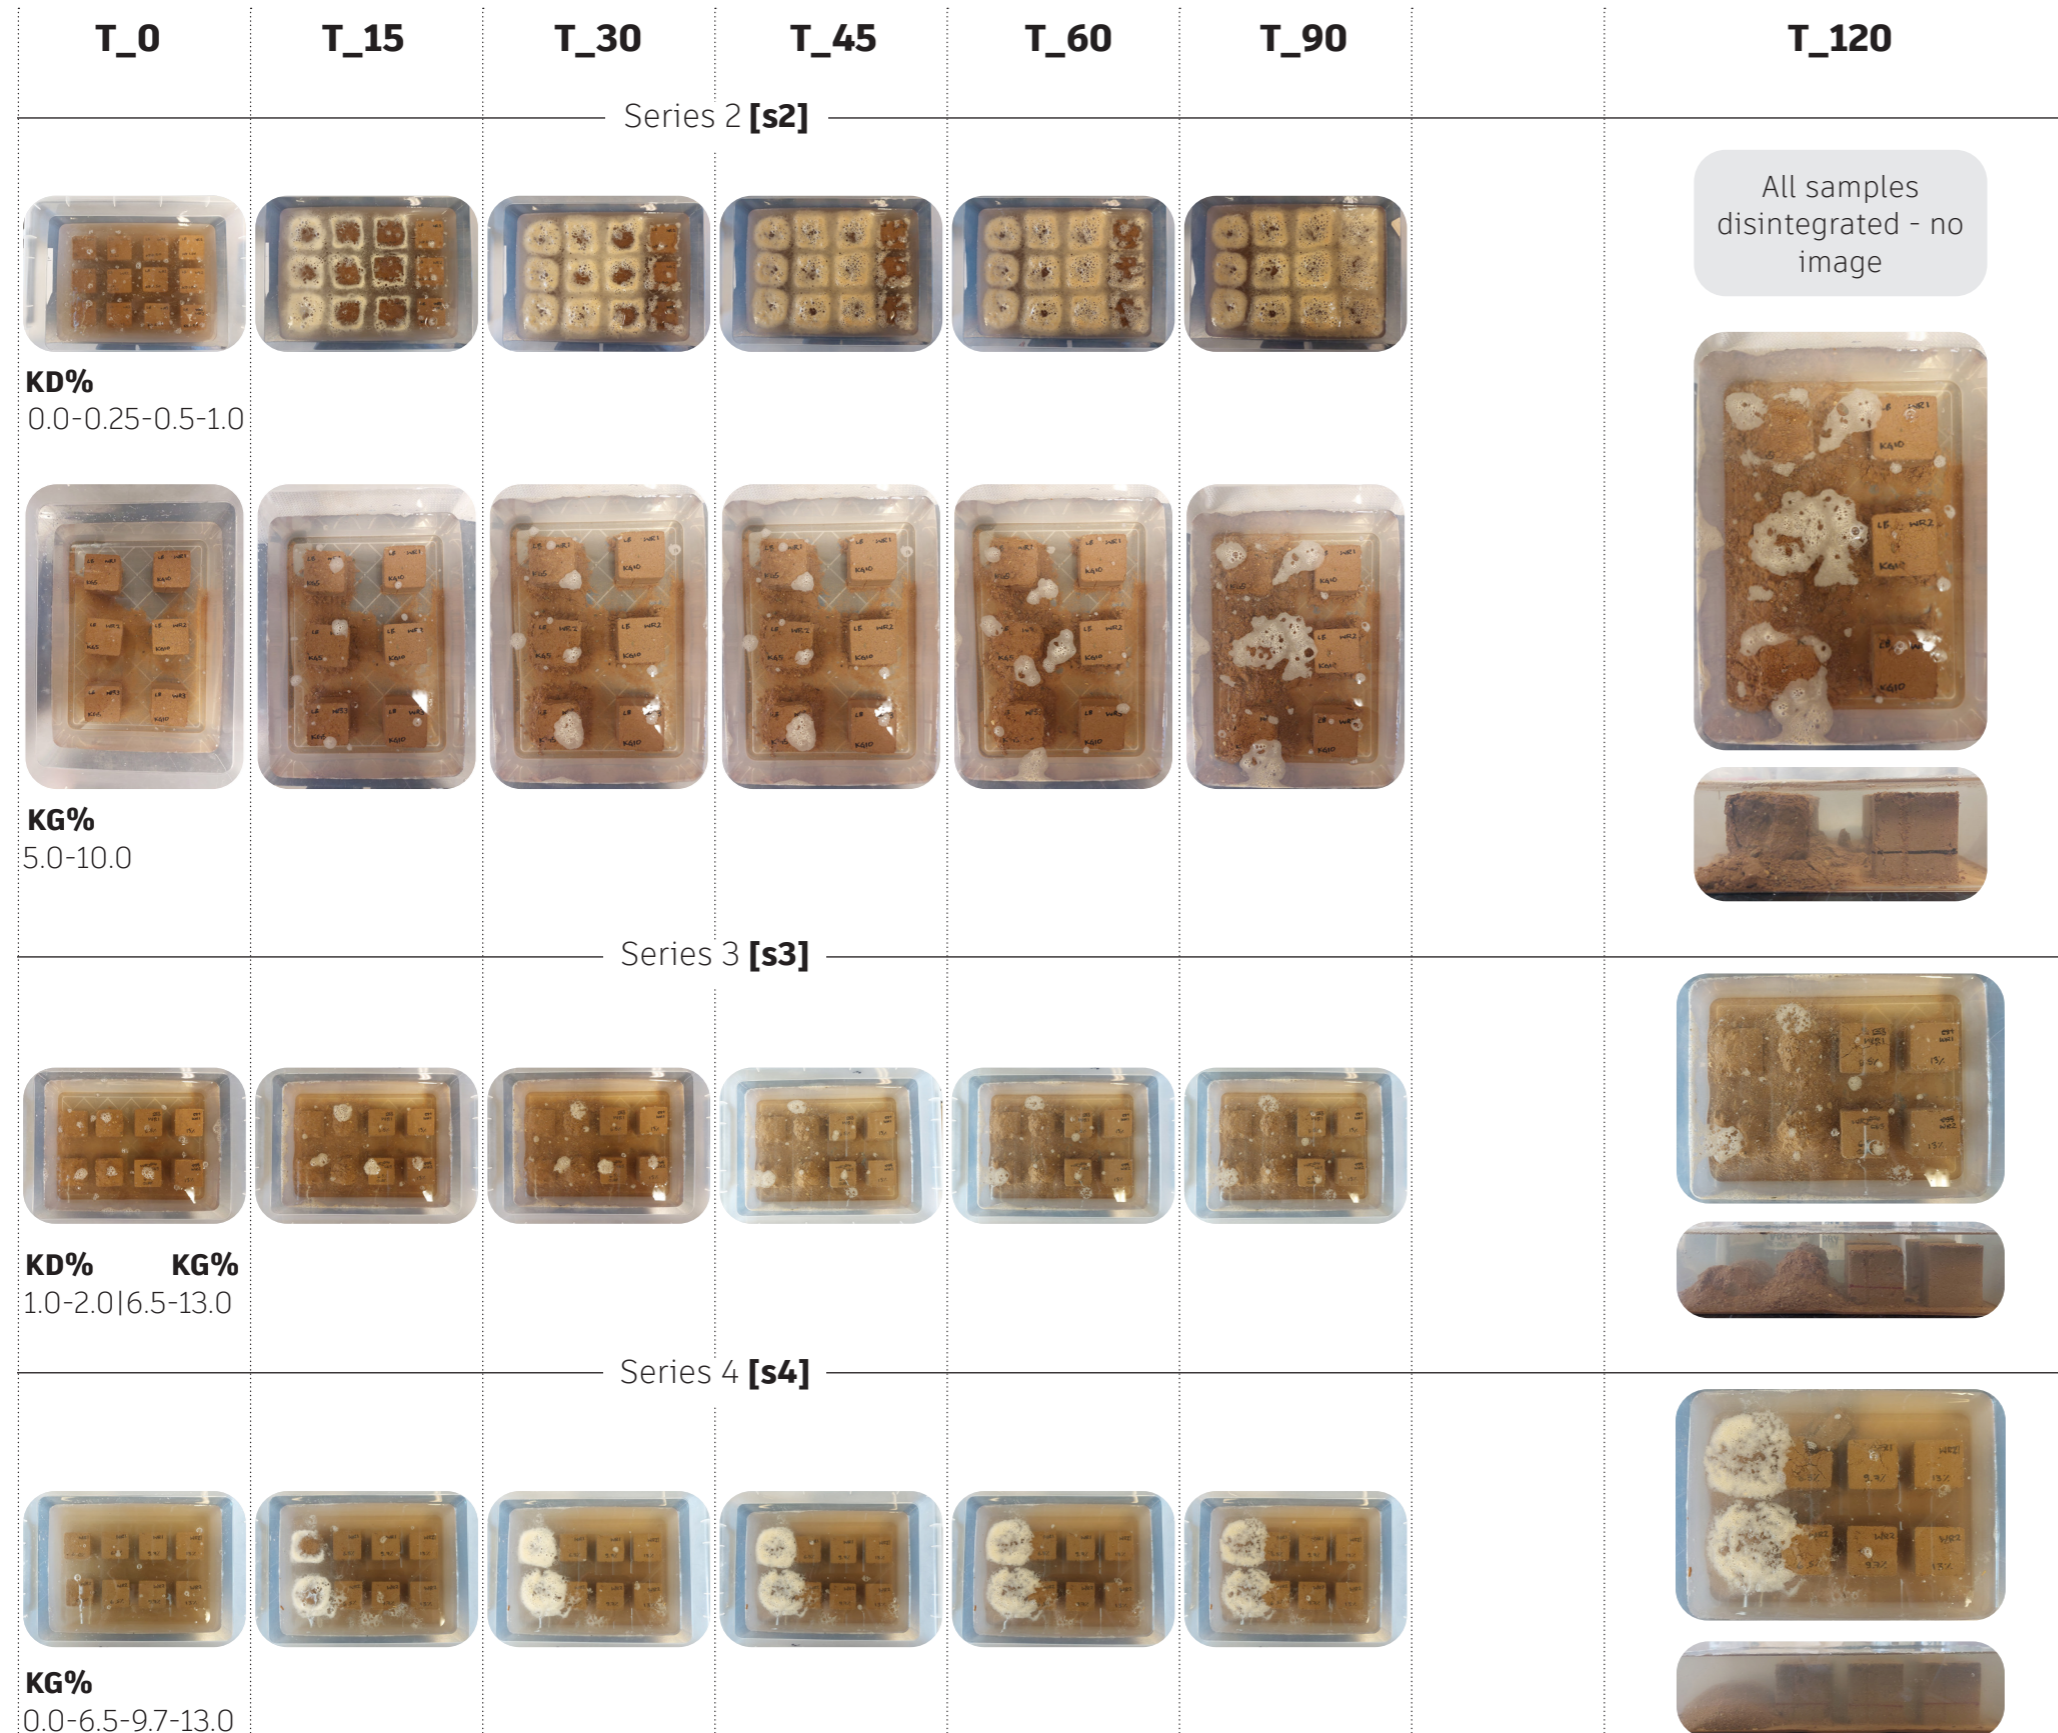 T_0 T_15 T_30 T_45 T_60 T_90 T_120
Series 2 [s2]
All samples
disintegrated - no
image
KD%
0.0-0.25-0.5-1.0
KG%
5.0-10.0
Series 3 [s3]
KD% KG%
1.0-2.0|6.5-13.0
Series 4 [s4]
KG%
0.0-6.5-9.7-13.0